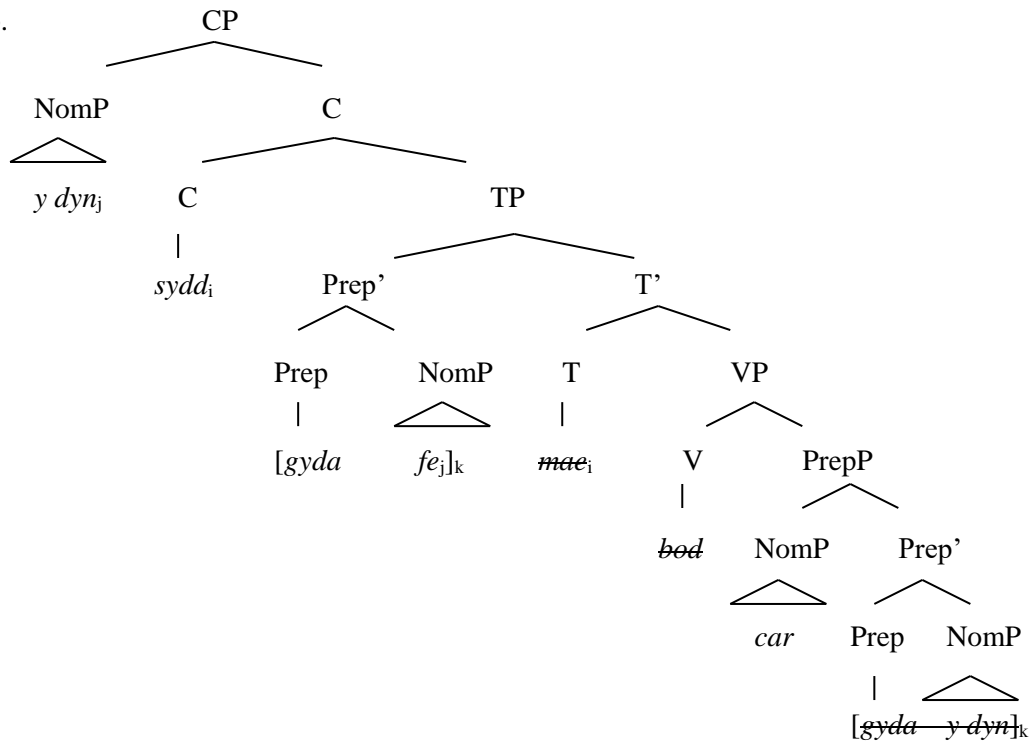 . CP
NomP C
y dynⱼ C TP
syddᵢ Prep’ T’
Prep NomP T VP
[gyda feⱼ]ₖ maeᵢ V PrepP
bod NomP Prep’
car Prep NomP
[gyda y dyn]ₖ